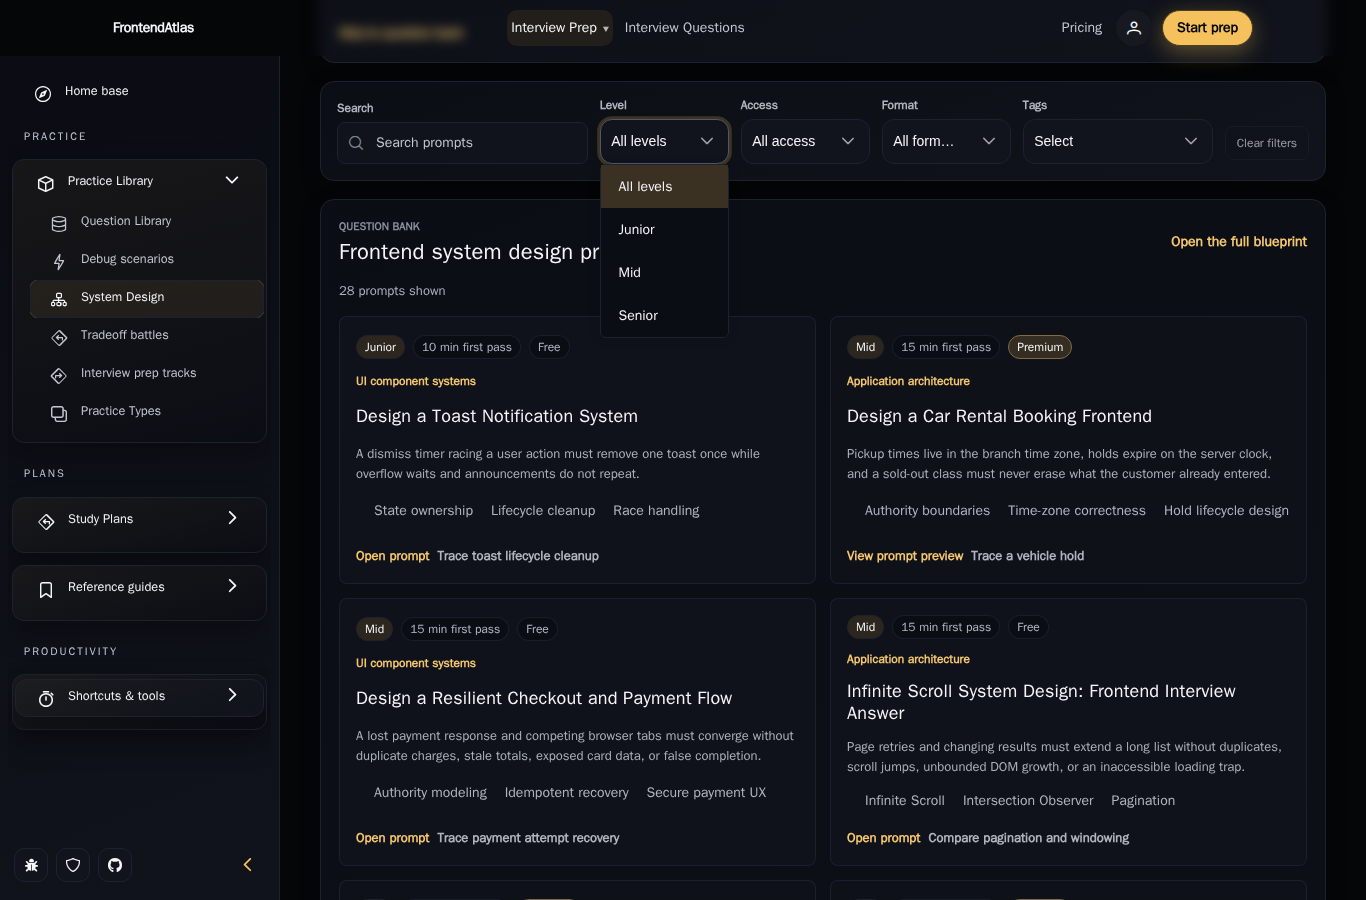 FrontendAtlas
Interview Prep ▾
Interview Questions
Pricing
Start prep
Home base
PRACTICE
Practice Library
Question Library
Debug scenarios
System Design
Tradeoff battles
Interview prep tracks
Practice Types
PLANS
Study Plans
Reference guides
PRODUCTIVITY
Shortcuts & tools
Search
Search prompts
Level
All levels
Access
All access
Format
All form…
Tags
Select
Clear filters
All levels
Junior
Mid
Senior
QUESTION BANK
Frontend system design pr
28 prompts shown
Open the full blueprint
Junior
10 min first pass
Free
UI component systems
Design a Toast Notification System
A dismiss timer racing a user action must remove one toast once while
overflow waits and announcements do not repeat.
State ownership
Lifecycle cleanup
Race handling
Open prompt Trace toast lifecycle cleanup
Mid
15 min first pass
Premium
Application architecture
Design a Car Rental Booking Frontend
Pickup times live in the branch time zone, holds expire on the server clock,
and a sold-out class must never erase what the customer already entered.
Authority boundaries
Time-zone correctness
Hold lifecycle design
View prompt preview Trace a vehicle hold
Mid
15 min first pass
Free
UI component systems
Design a Resilient Checkout and Payment Flow
A lost payment response and competing browser tabs must converge without
duplicate charges, stale totals, exposed card data, or false completion.
Authority modeling
Idempotent recovery
Secure payment UX
Open prompt Trace payment attempt recovery
Mid
15 min first pass
Free
Application architecture
Infinite Scroll System Design: Frontend Interview
Answer
Page retries and changing results must extend a long list without duplicates,
scroll jumps, unbounded DOM growth, or an inaccessible loading trap.
Infinite Scroll
Intersection Observer
Pagination
Open prompt Compare pagination and windowing